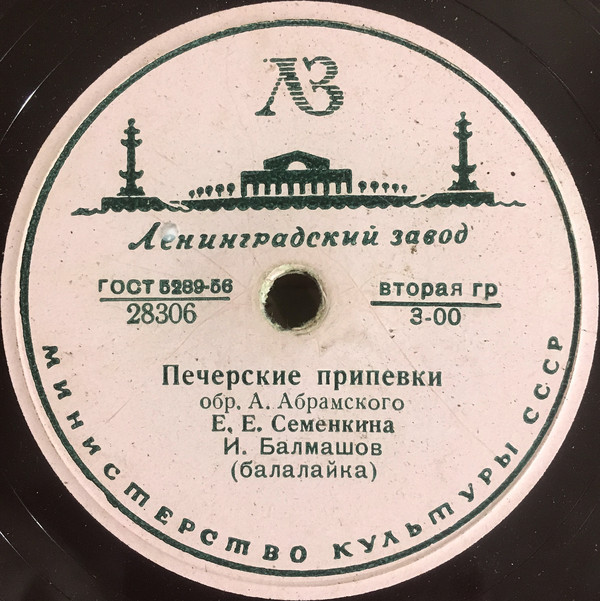 ЛЗ
Ленинградский завод
ГОСТ 5289-56
28306
вторая гр
3-00
Печерские припевки
обр. А. Абрамского
Е. Е. Семенкина
И. Балмашов
(балалайка)
МИНИСТЕРСТВО КУЛЬТУРЫ СССР